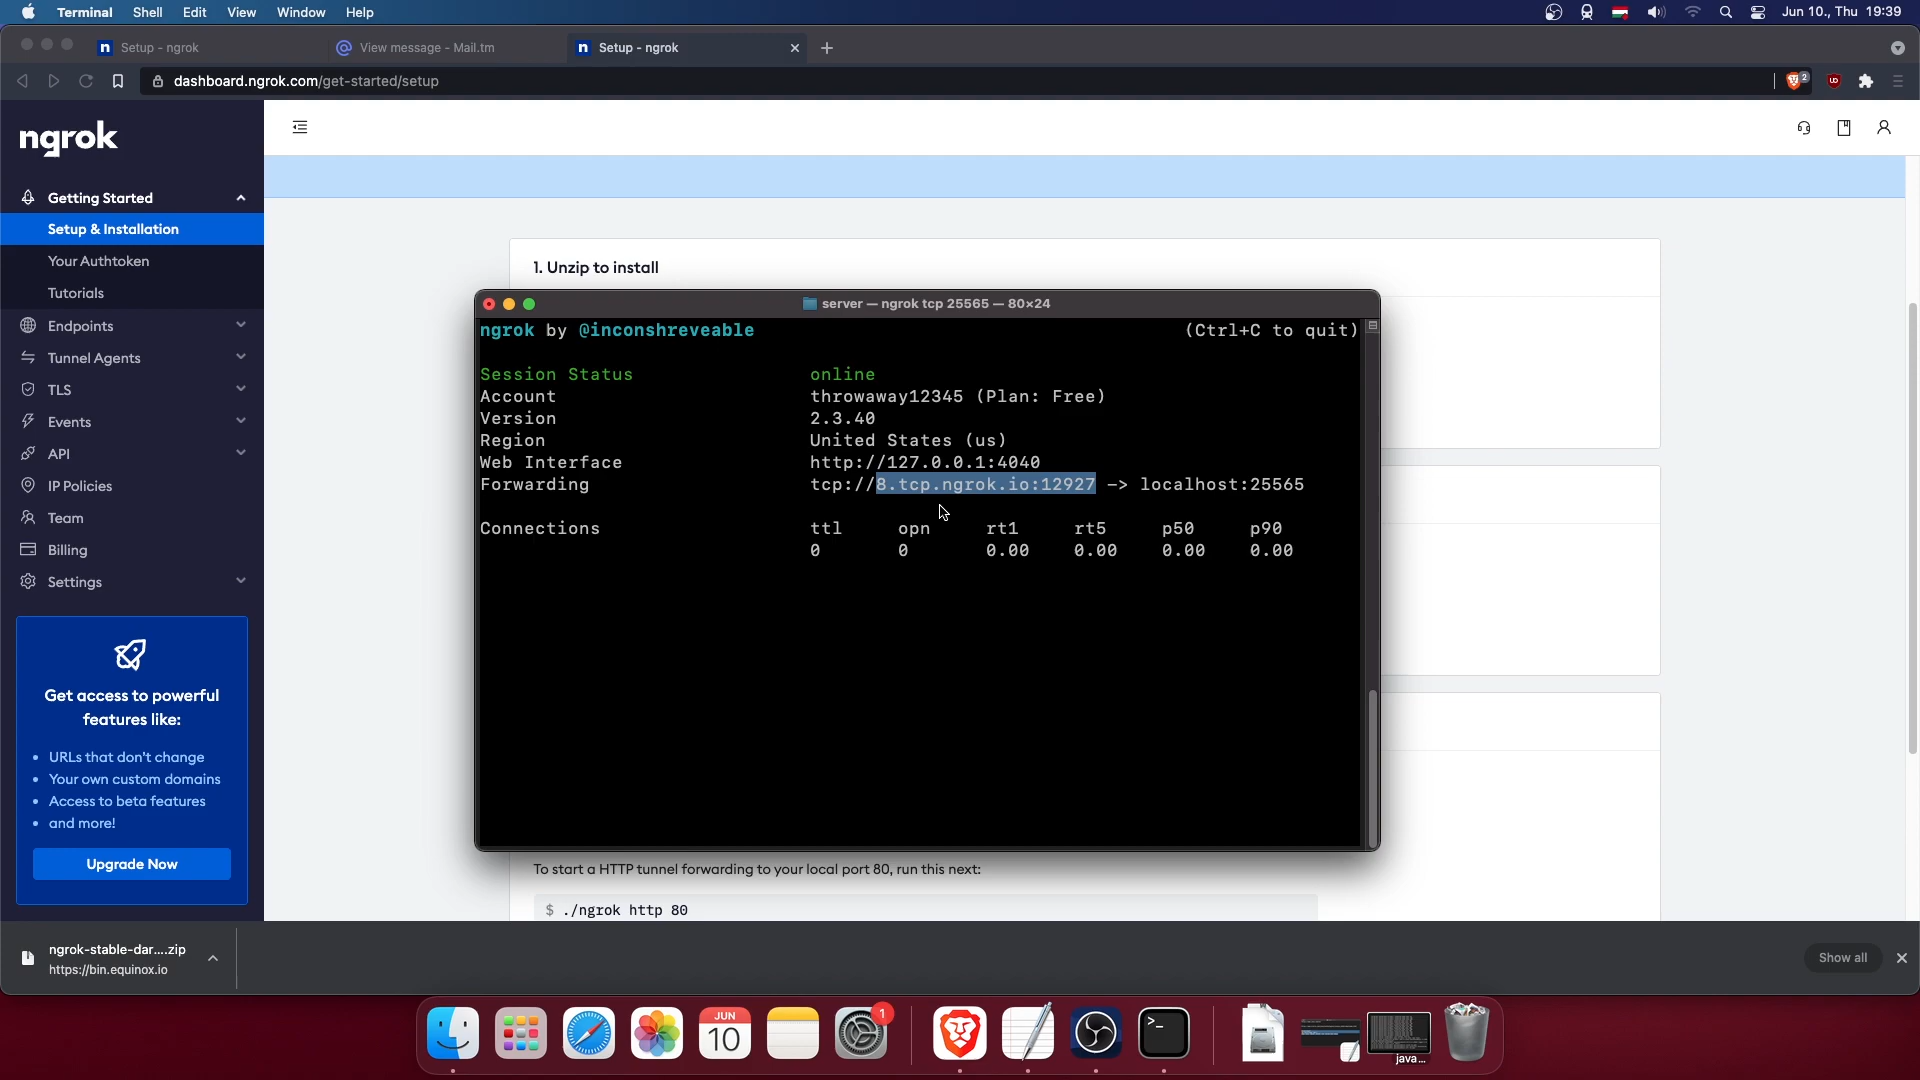 Terminal Shell Edit View Window Help
Jun 10., Thu 19:39
Setup - ngrok
View message - Mail.tm
Setup - ngrok
dashboard.ngrok.com/get-started/setup
2
ngrok
Getting Started
Setup & Installation
Your Authtoken
Tutorials
Endpoints
Tunnel Agents
TLS
Events
API
IP Policies
Team
Billing
Settings
Get access to powerful
features like:
• URLs that don't change
• Your own custom domains
• Access to beta features
• and more!
Upgrade Now
1. Unzip to install
server — ngrok tcp 25565 — 80×24
ngrok by @inconshreveable (Ctrl+C to quit)
Session Status online
Account throwaway12345 (Plan: Free)
Version 2.3.40
Region United States (us)
Web Interface http://127.0.0.1:4040
Forwarding tcp://8.tcp.ngrok.io:12927 -> localhost:25565
Connections ttl opn rt1 rt5 p50 p90
0 0 0.00 0.00 0.00 0.00
To start a HTTP tunnel forwarding to your local port 80, run this next:
$ ./ngrok http 80
ngrok-stable-dar....zip
https://bin.equinox.io
Show all
JUN
10
1
>_
java...